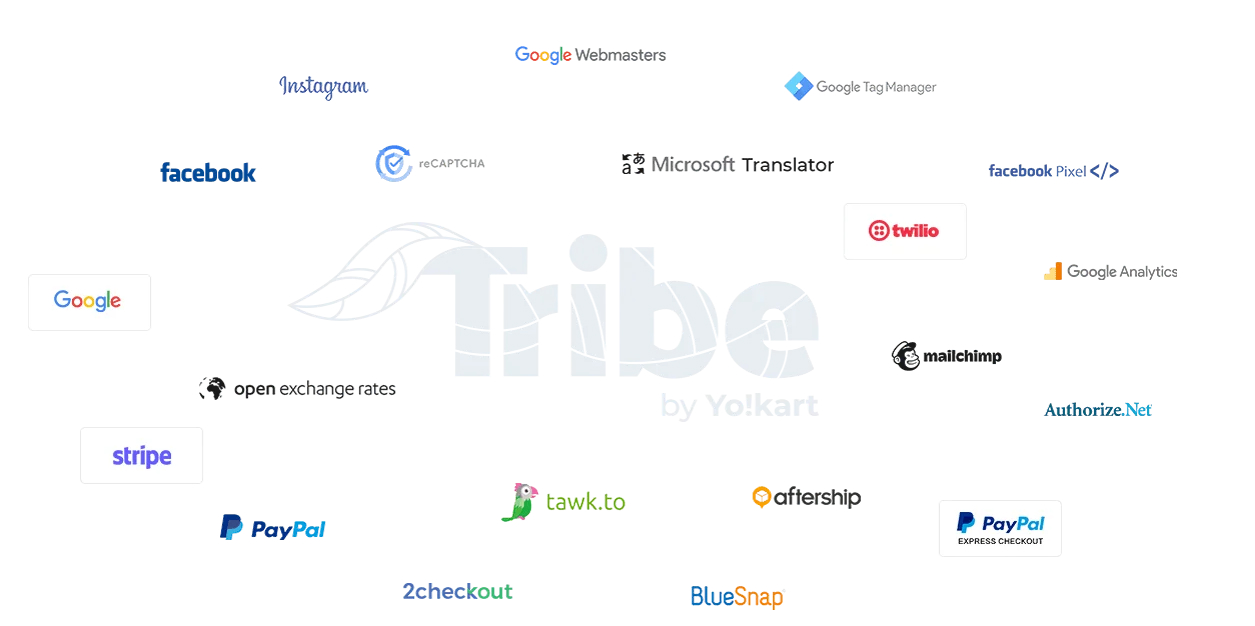 Google Webmasters
Instagram
Google Tag Manager
facebook
reCAPTCHA
a あ Microsoft Translator
facebook Pixel </>
twilio
Google Analytics
Google
Tribe
by Yo!kart
mailchimp
open exchange rates
Authorize.Net
stripe
tawk.to
aftership
PayPal
PayPal
EXPRESS CHECKOUT
2checkout
BlueSnap